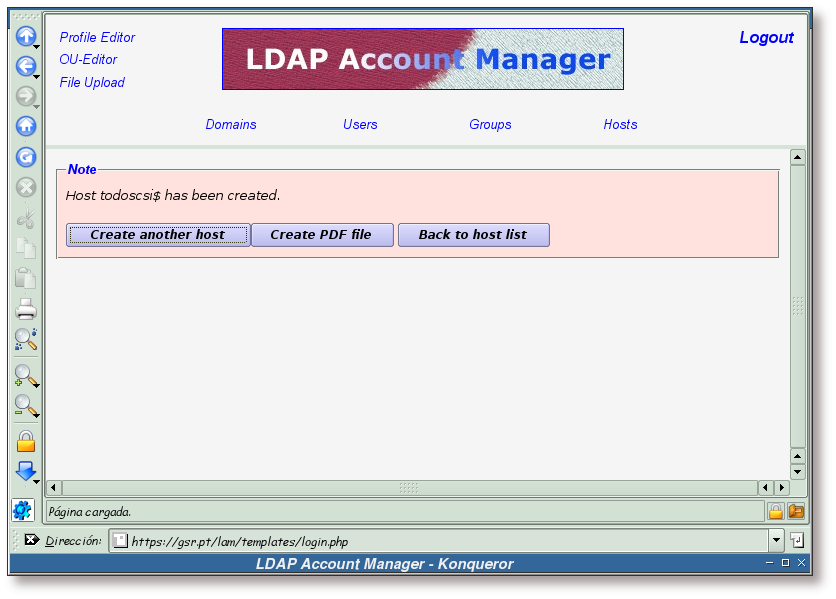 Profile Editor
OU-Editor
File Upload
LDAP Account Manager
Logout
Domains Users Groups Hosts
Note
Host todoscsi$ has been created.
Create another host Create PDF file Back to host list
Página cargada.
Dirección: https://gsr.pt/lam/templates/login.php
LDAP Account Manager - Konqueror